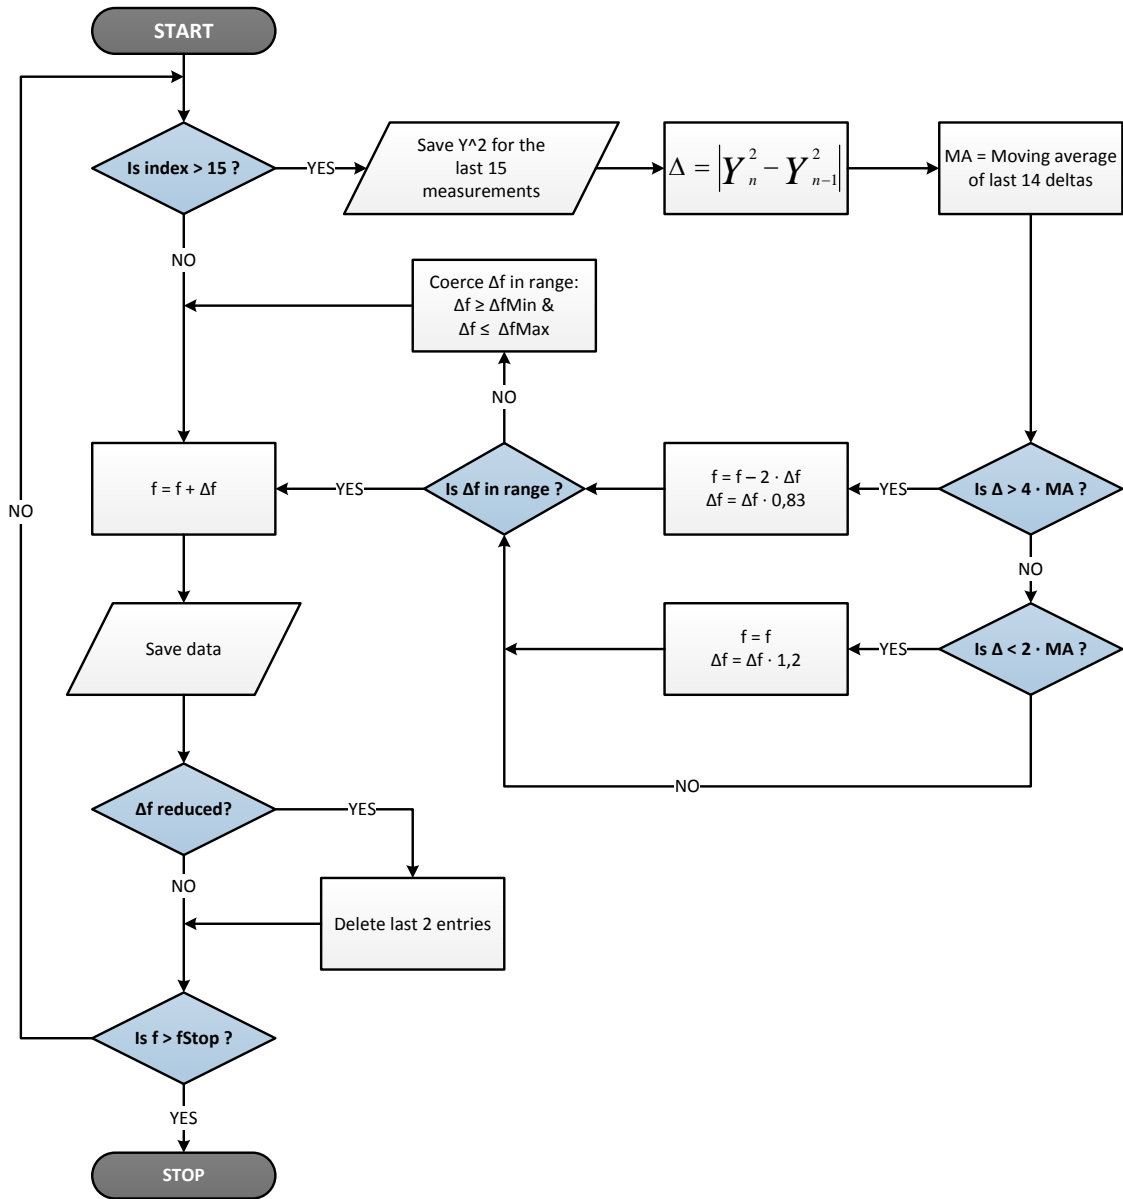 START
Is index > 15 ?
YES
Save Y^2 for the
last 15
measurements
Δ = |Y²ₙ − Y²ₙ₋₁|
MA = Moving average
of last 14 deltas
NO
Coerce Δf in range:
Δf ≥ ΔfMin &
Δf ≤ ΔfMax
NO
f = f + Δf
YES
Is Δf in range ?
f = f – 2 · Δf
Δf = Δf · 0,83
YES
Is Δ > 4 · MA ?
NO
NO
Save data
f = f
Δf = Δf · 1,2
YES
Is Δ < 2 · MA ?
NO
Δf reduced?
YES
NO
Delete last 2 entries
Is f > fStop ?
YES
STOP